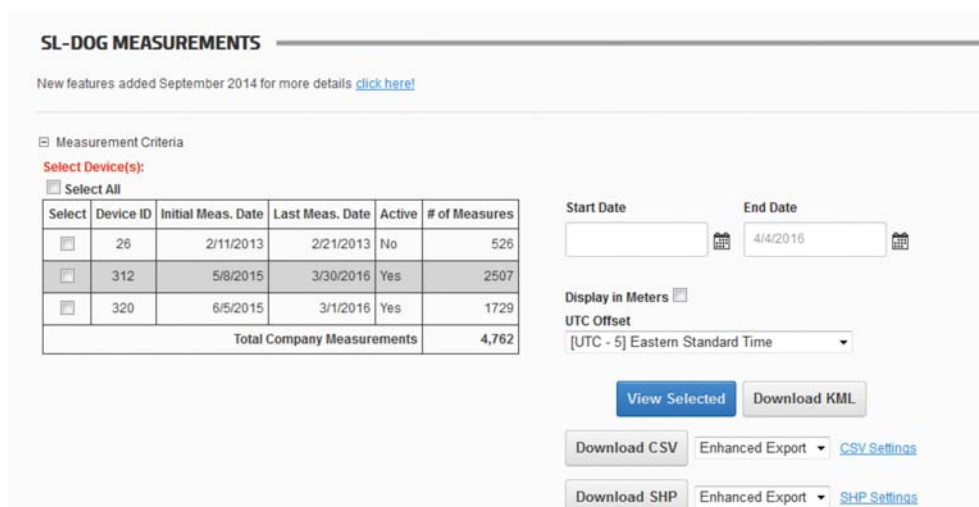 SL-DOG MEASUREMENTS
New features added September 2014 for more details click here!
Measurement Criteria
Select Device(s):
Select All
Select Device ID Initial Meas. Date Last Meas. Date Active # of Measures
26 2/11/2013 2/21/2013 No 526
312 5/8/2015 3/30/2016 Yes 2507
320 6/5/2015 3/1/2016 Yes 1729
Total Company Measurements 4,762
Start Date End Date
4/4/2016
Display in Meters
UTC Offset
[UTC - 5] Eastern Standard Time
View Selected Download KML
Download CSV Enhanced Export CSV Settings
Download SHP Enhanced Export SHP Settings